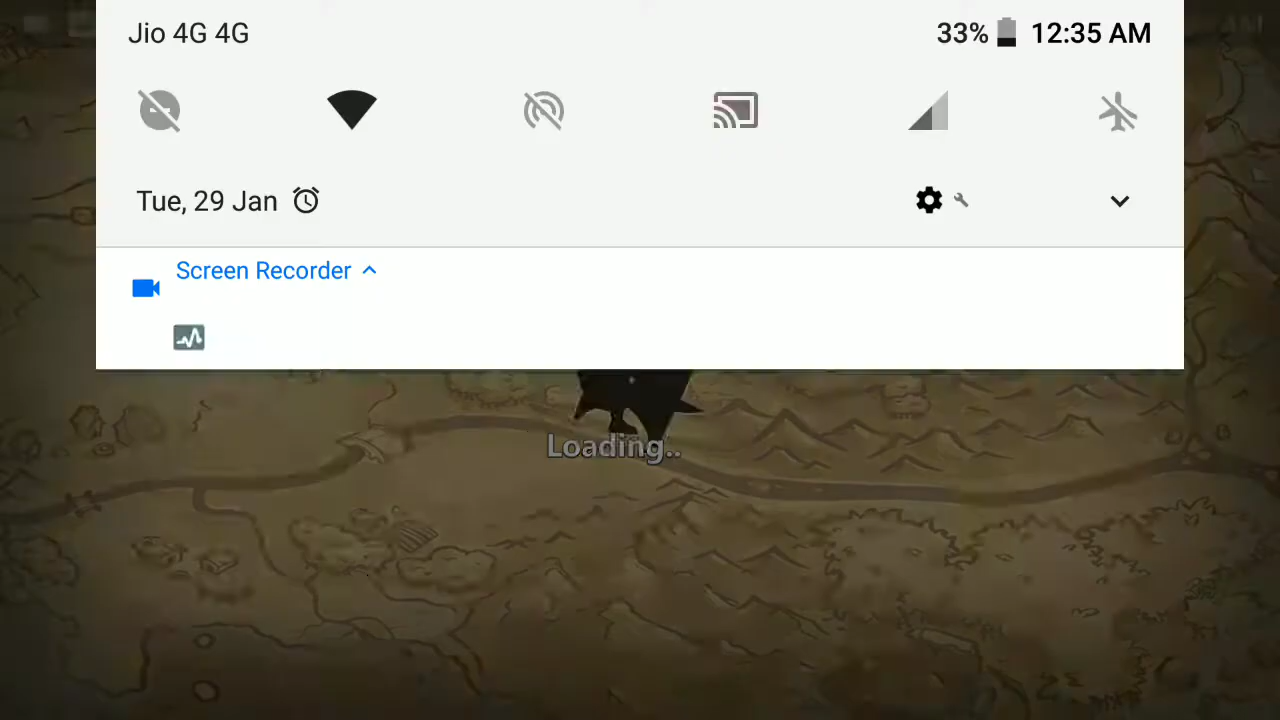 Jio 4G 4G
33% 12:35 AM
Tue, 29 Jan
Screen Recorder
Loading..